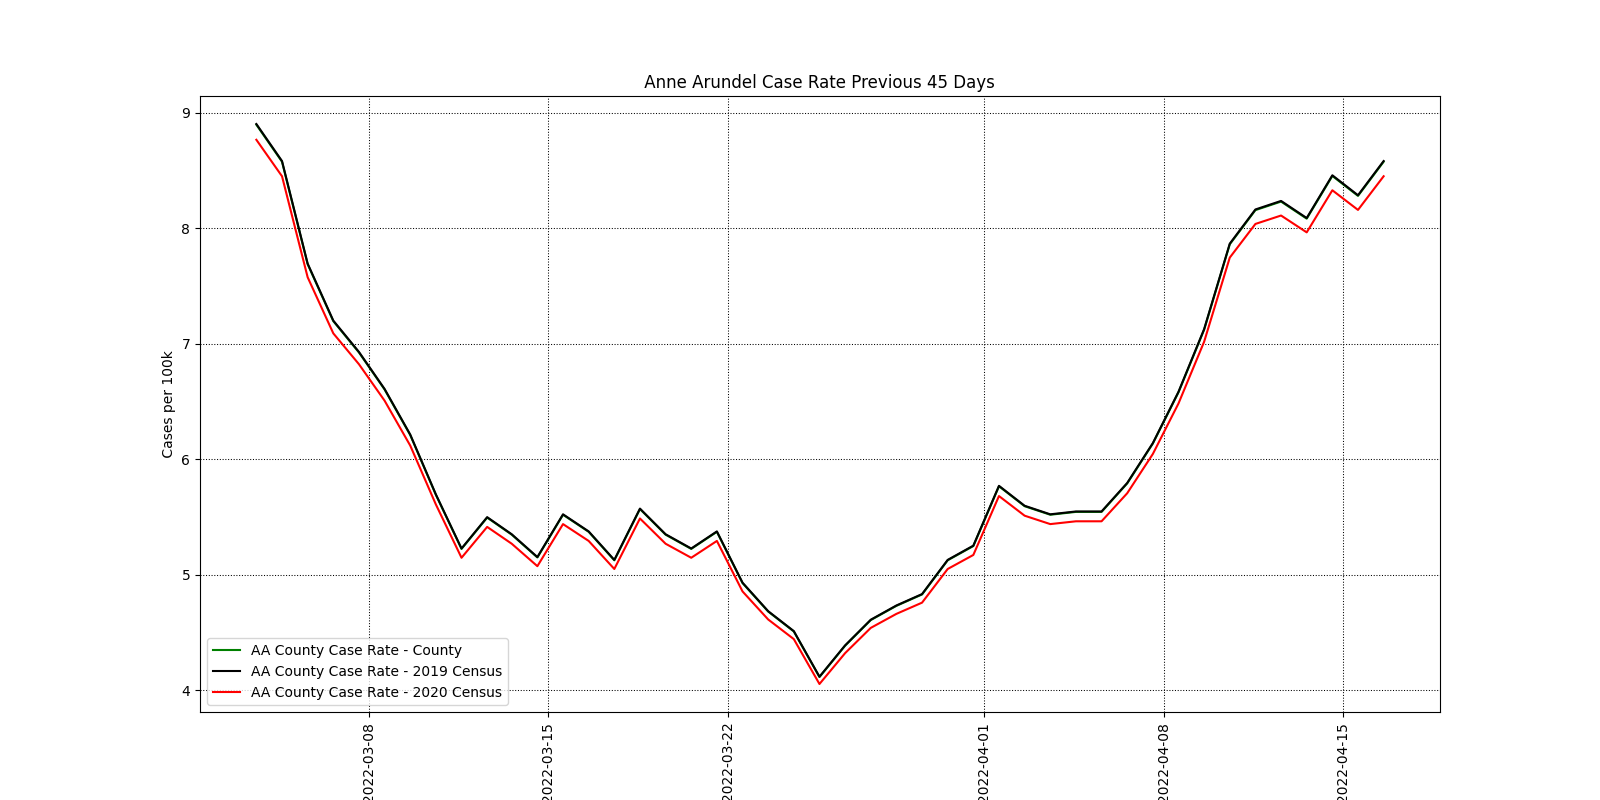 Anne Arundel Case Rate Previous 45 Days
Cases per 100k
9
8
7
6
5
4
AA County Case Rate - County
AA County Case Rate - 2019 Census
AA County Case Rate - 2020 Census
2022-03-08
2022-03-15
2022-03-22
2022-04-01
2022-04-08
2022-04-15